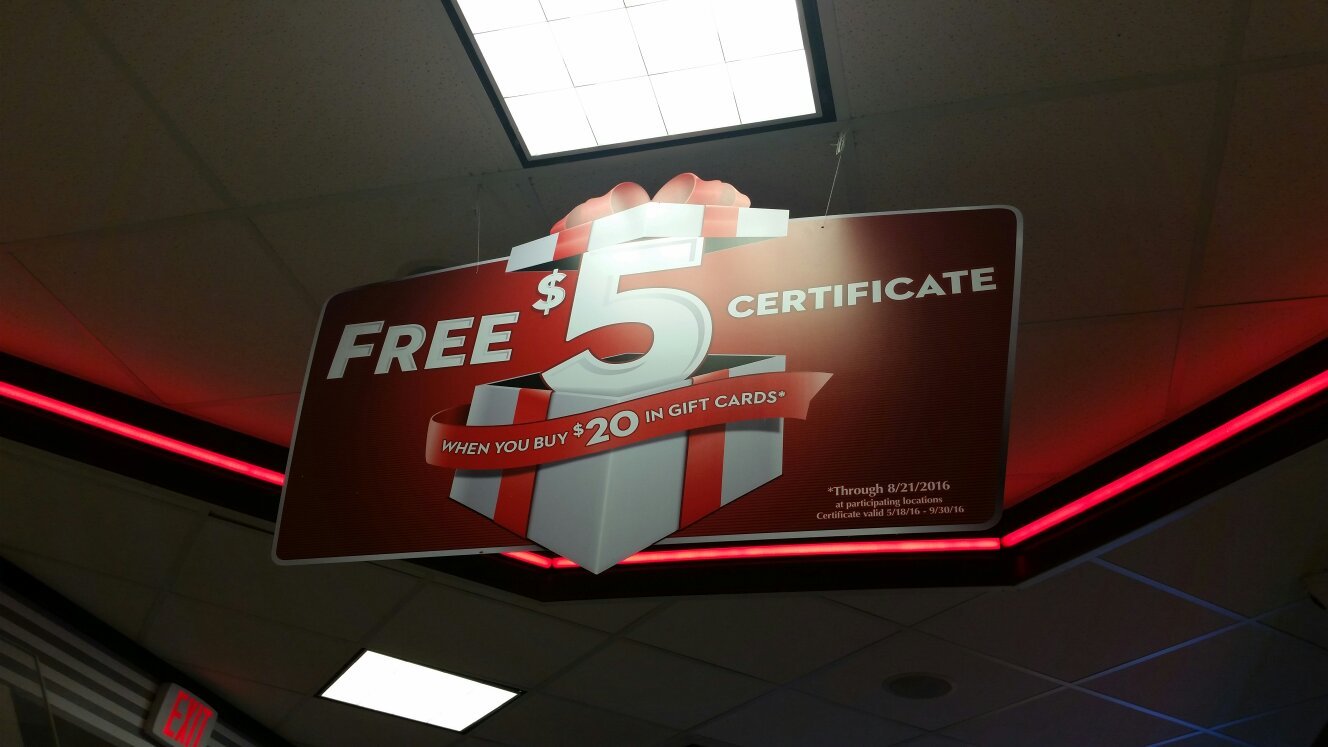 FREE $5 CERTIFICATE
WHEN YOU BUY $20 IN GIFT CARDS*
*Through 8/21/2016
at participating locations
Certificate valid 5/18/16 - 9/30/16
EXIT